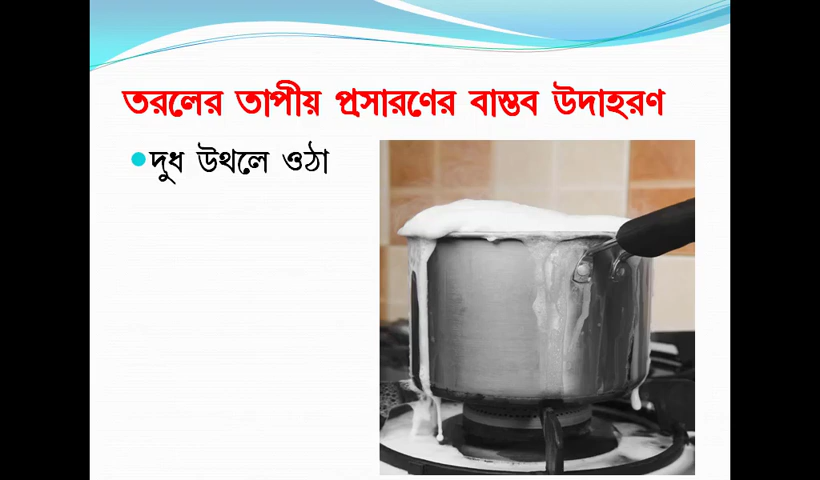 তরলের তাপীয় প্রসারণের বাস্তব উদাহরণ
দুধ উথলে ওঠা